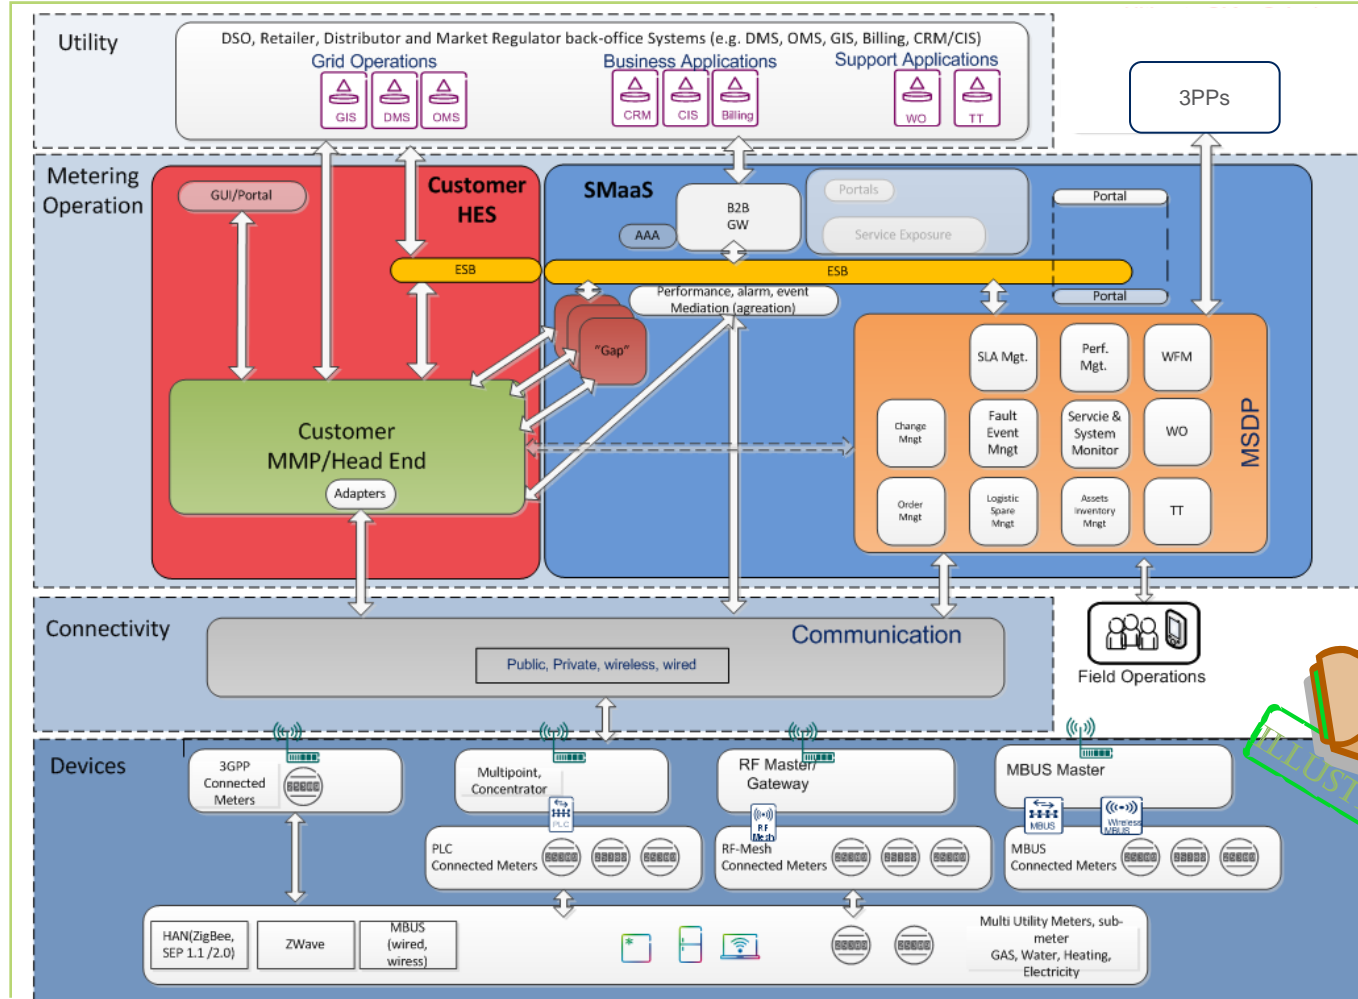 Utility
DSO, Retailer, Distributor and Market Regulator back-office Systems (e.g. DMS, OMS, GIS, Billing, CRM/CIS)
Grid Operations
Business Applications
Support Applications
GIS
DMS
OMS
CRM
CIS
Billing
WO
TT
3PPs
Metering
Operation
GUI/Portal
Customer
HES
SMaaS
B2B
GW
AAA
Portals
Service Exposure
Portal
ESB
ESB
Portal
Performance, alarm, event
Mediation (agreation)
"Gap"
Customer
MMP/Head End
Adapters
SLA Mgt.
Perf.
Mgt.
WFM
Change
Mngt
Fault
Event
Mngt
Servcie &
System
Monitor
WO
Order
Mngt
Logistic
Spare
Mngt
Assets
Inventory
Mngt
TT
MSDP
Connectivity
Communication
Public, Private, wireless, wired
Field Operations
Devices
3GPP
Connected
Meters
Multipoint,
Concentrator
RF Master/
Gateway
MBUS Master
PLC
RF
Mesh
MBUS
Wireless
MBUS
PLC
Connected Meters
RF-Mesh
Connected Meters
MBUS
Connected Meters
HAN(ZigBee,
SEP 1.1 /2.0)
ZWave
MBUS
(wired,
wiress)
Multi Utility Meters, sub-
meter
GAS, Water, Heating,
Electricity